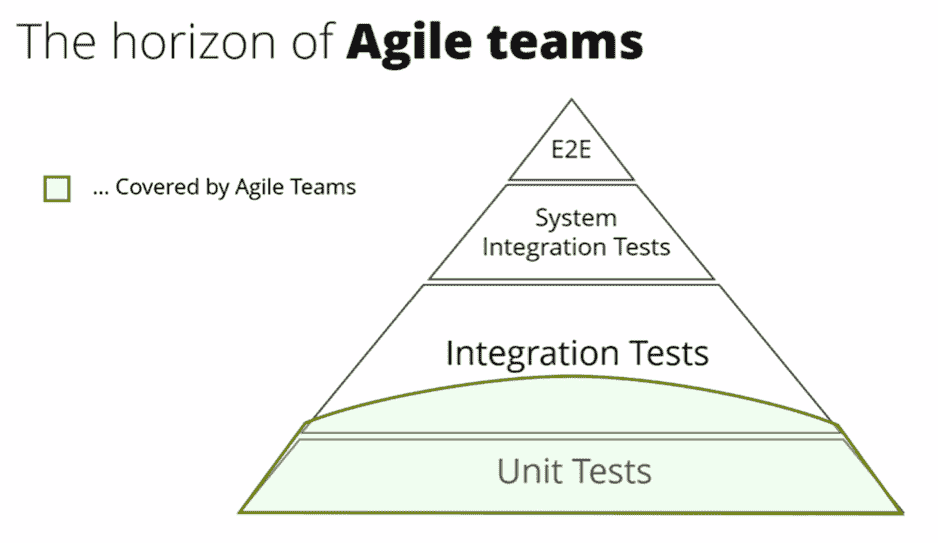 The horizon of Agile teams
... Covered by Agile Teams
E2E
System
Integration Tests
Integration Tests
Unit Tests